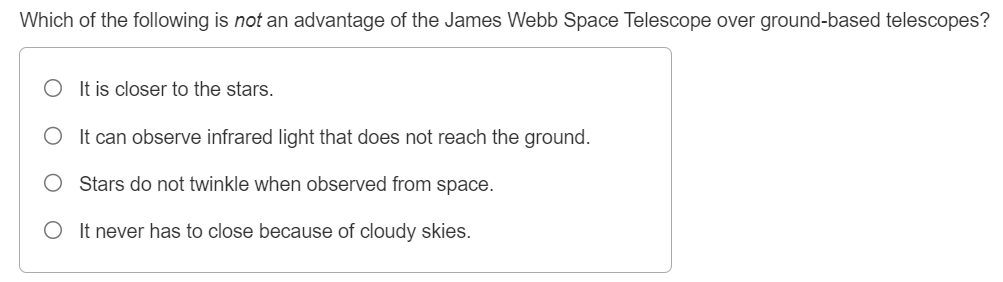 Which of the following is not an advantage of the James Webb Space Telescope over ground-based telescopes?
It is closer to the stars.
It can observe infrared light that does not reach the ground.
Stars do not twinkle when observed from space.
It never has to close because of cloudy skies.